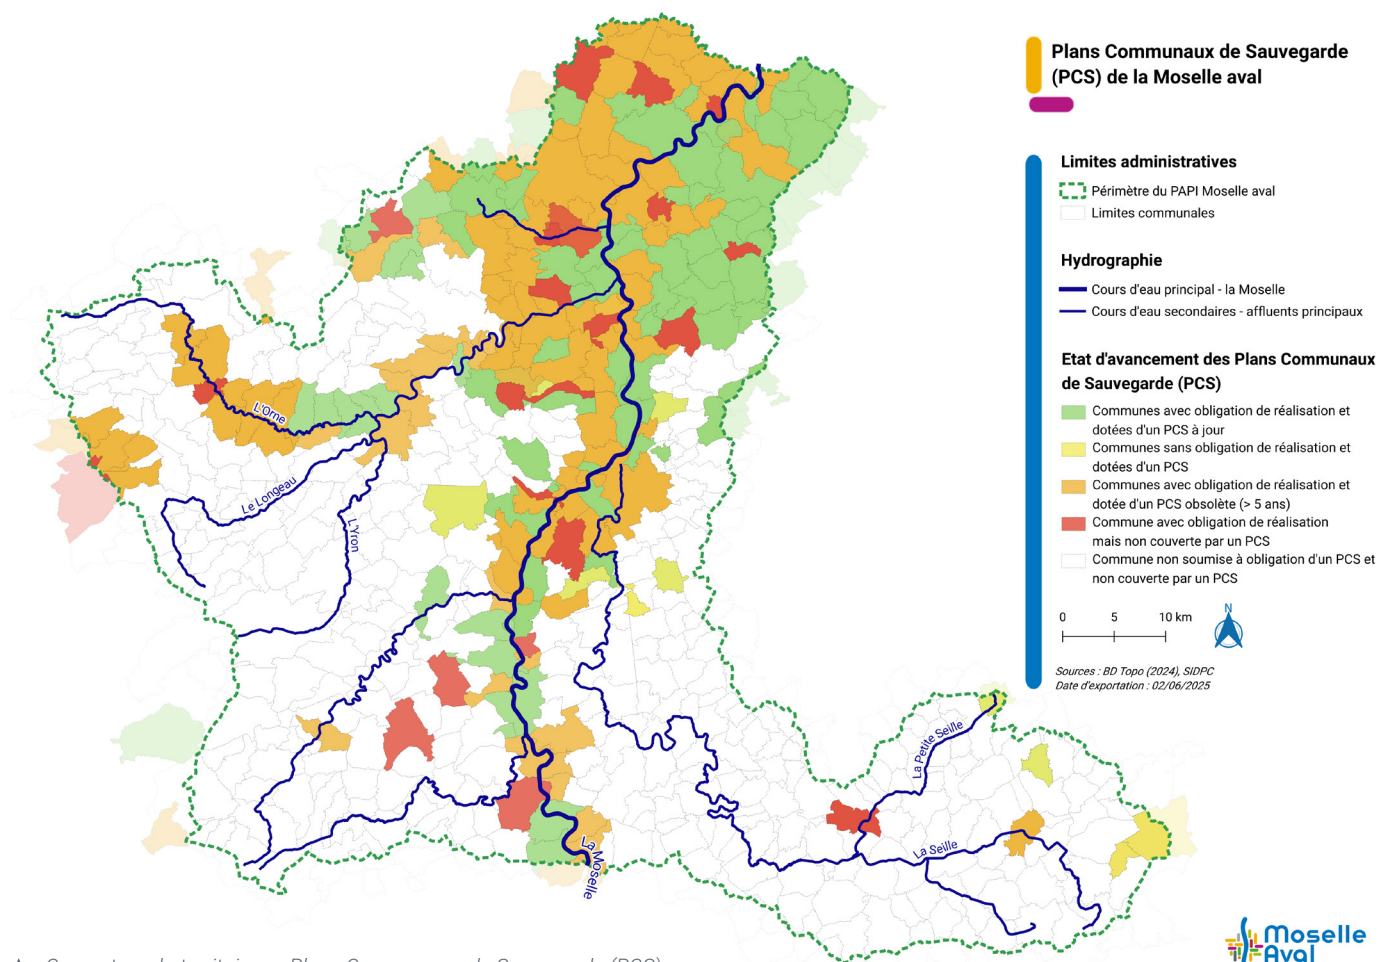 Plans Communaux de Sauvegarde
(PCS) de la Moselle aval
Limites administratives
Périmètre du PAPI Moselle aval
Limites communales
Hydrographie
Cours d'eau principal - la Moselle
Cours d'eau secondaires - affluents principaux
Etat d'avancement des Plans Communaux
de Sauvegarde (PCS)
Communes avec obligation de réalisation et
dotées d'un PCS à jour
Communes sans obligation de réalisation et
dotées d'un PCS
Communes avec obligation de réalisation et
dotée d'un PCS obsolète (> 5 ans)
Commune avec obligation de réalisation
mais non couverte par un PCS
Commune non soumise à obligation d'un PCS et
non couverte par un PCS
0 5 10 km
N
Sources : BD Topo (2024), SIDPC
Date d'exportation : 02/06/2025
L'Orne
Le Longeau
L'Yron
La Petite Seille
La Seille
La Moselle
Moselle
Aval